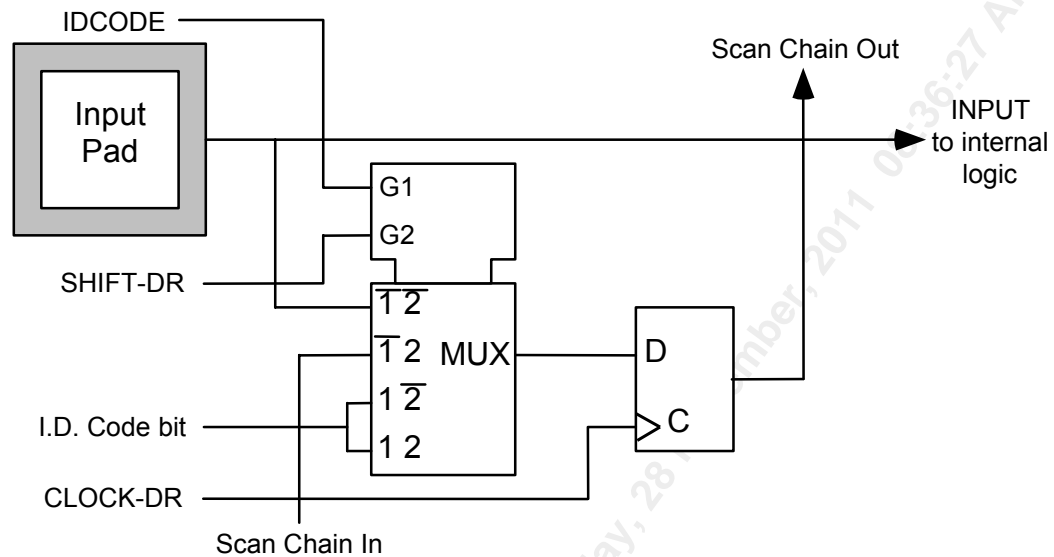 IDCODE
Input
Pad
Scan Chain Out
INPUT
to internal
logic
G1
G2
SHIFT-DR
1̅ 2̅
1̅ 2
MUX
D
1 2̅
I.D. Code bit
1 2
C
CLOCK-DR
Scan Chain In
2011